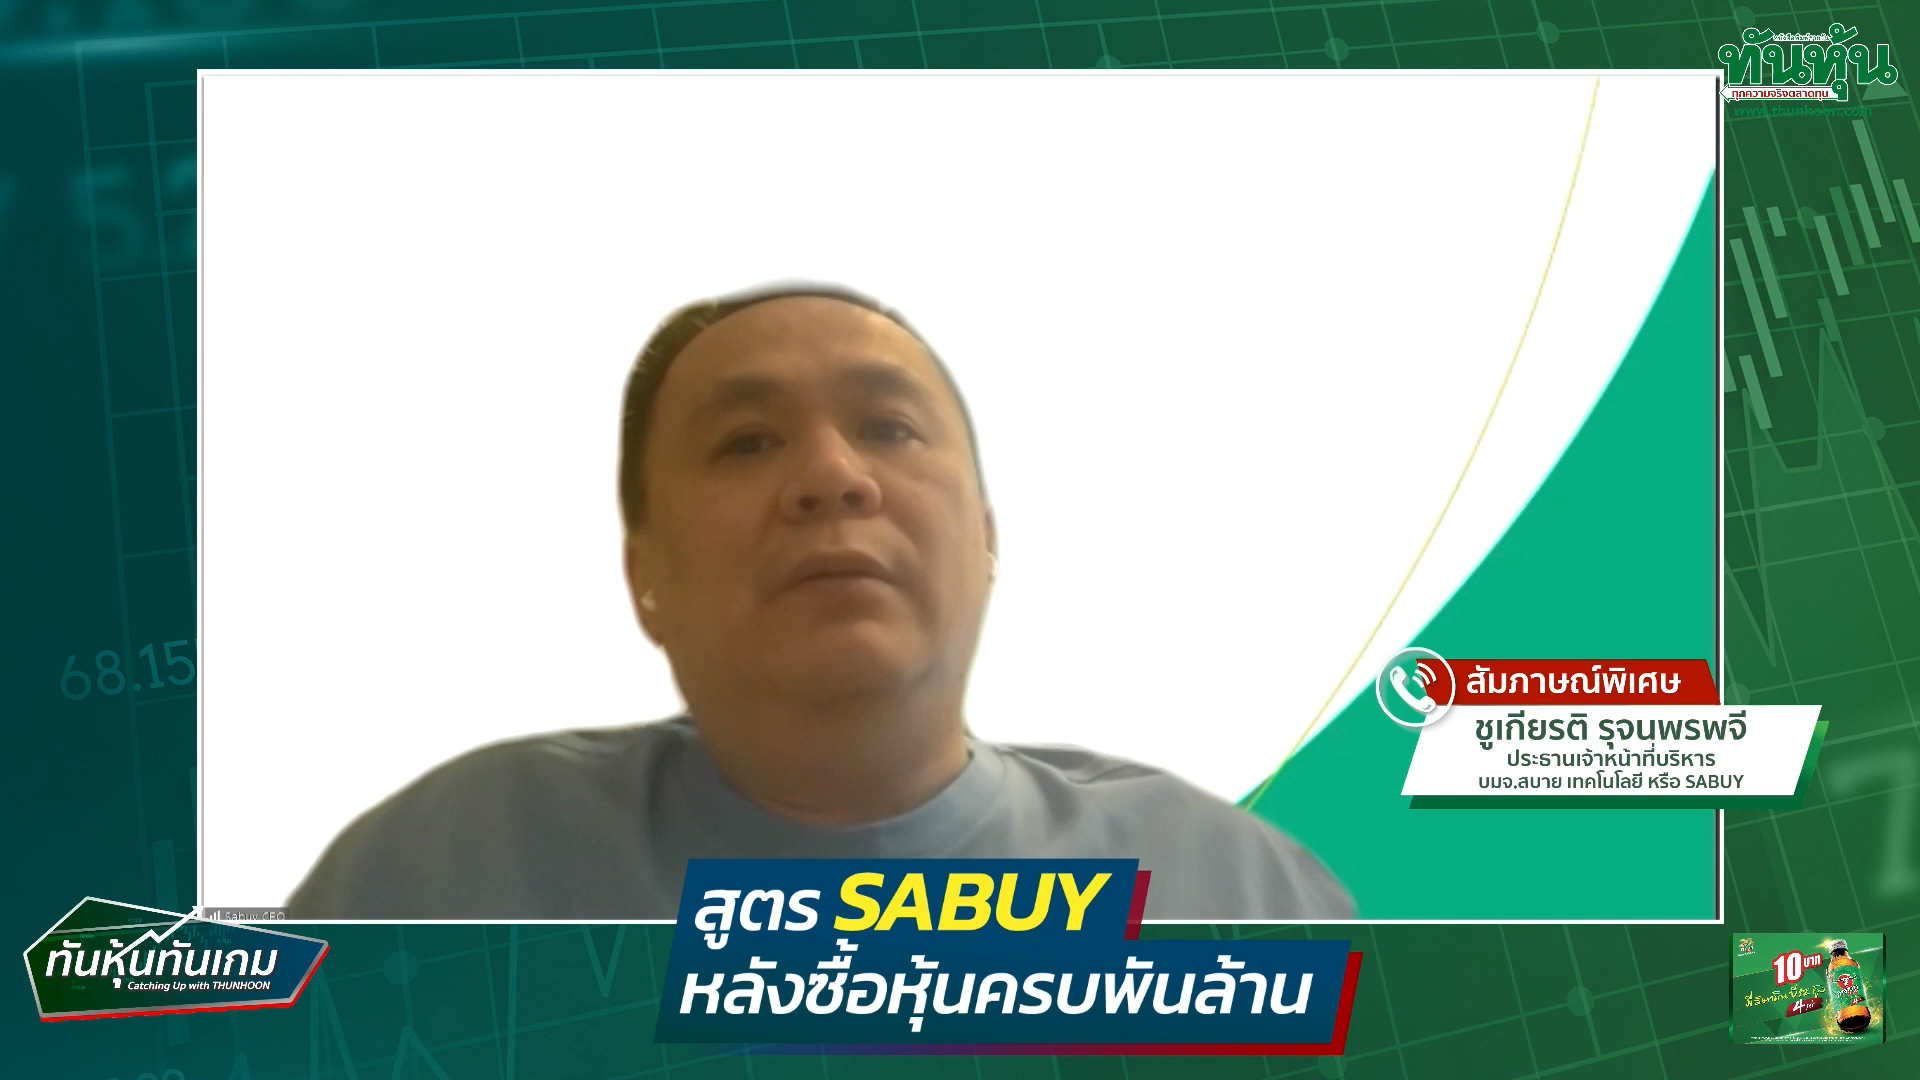 ทันหุ้น
ทุกความจริงตลาดทุน
www.thunhoon.com
68.15
สัมภาษณ์พิเศษ
ชูเกียรติ รุจนพรพจี
ประธานเจ้าหน้าที่บริหาร
บมจ.สบาย เทคโนโลยี หรือ SABUY
Sabuy CEO
สูตร SABUY
หลังซื้อหุ้นครบพันล้าน
ทันหุ้นทันเกม
Catching Up with THUNHOON
10 บาท